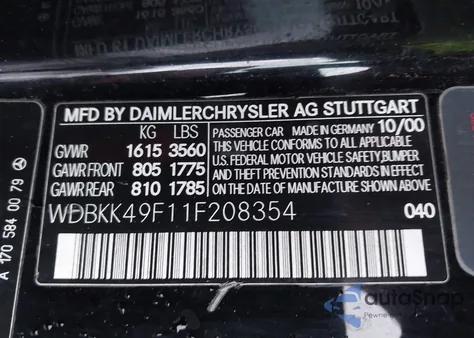 MFD BY DAIMLERCHRYSLER AG STUTTGART
KG LBS
GVWR 1615 3560
GAWR FRONT 805 1775
GAWR REAR 810 1785
PASSENGER CAR MADE IN GERMANY 10/00
THIS VEHICLE CONFORMS TO ALL APPLICABLE
U.S. FEDERAL MOTOR VEHICLE SAFETY, BUMPER
AND THEFT PREVENTION STANDARDS IN EFFECT
ON THE DATE OF MANUFACTURE SHOWN ABOVE.
WDBKK49F11F208354 040
A 170 584 00 79
autoSnap